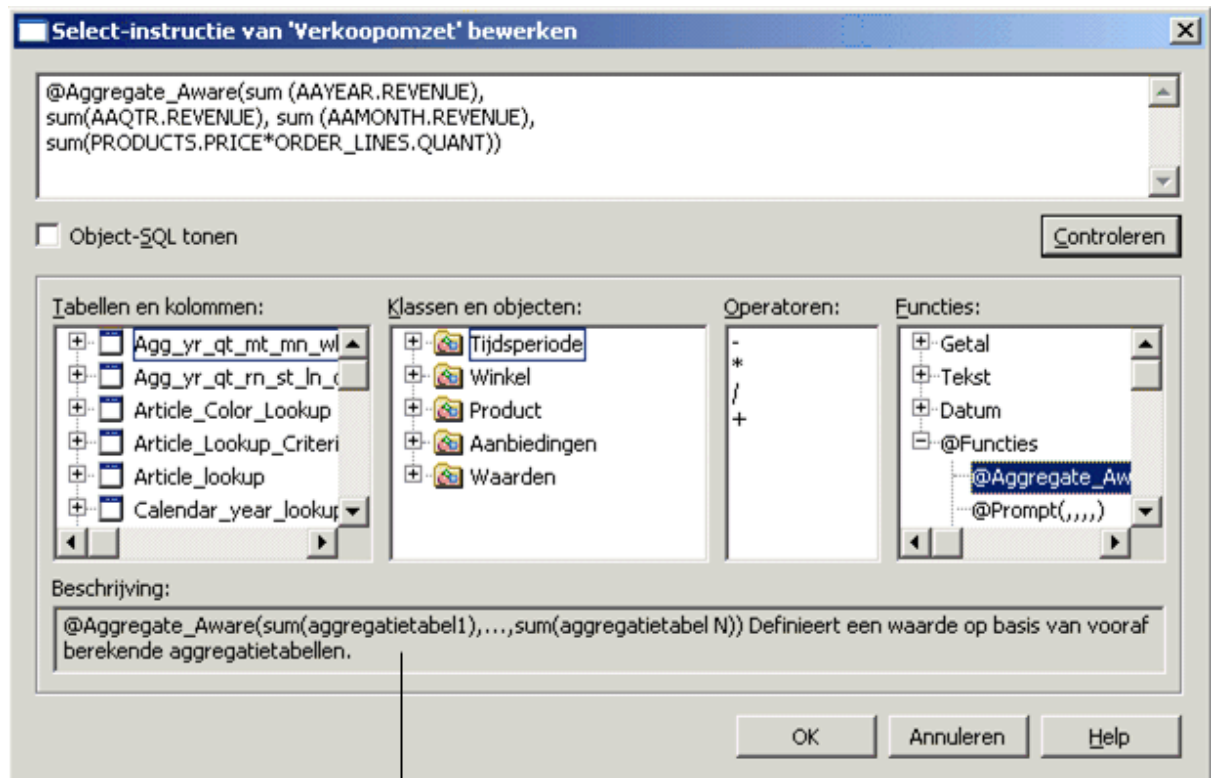 Select-instructie van 'Verkoopomzet' bewerken
@Aggregate_Aware(sum (AAYEAR.REVENUE),
sum(AAQTR.REVENUE), sum (AAMONTH.REVENUE),
sum(PRODUCTS.PRICE*ORDER_LINES.QUANT))
Object-SQL tonen
Controleren
Tabellen en kolommen:
Agg_yr_qt_mt_mn_wl
Agg_yr_qt_rn_st_ln_c
Article_Color_Lookup
Article_Lookup_Criteri
Article_lookup
Calendar_year_lookup
Klassen en objecten:
Tijdsperiode
Winkel
Product
Aanbiedingen
Waarden
Operatoren:
-
*
/
+
Functies:
Getal
Tekst
Datum
@Functies
@Aggregate_Aw
@Prompt(,,,,)
Beschrijving:
@Aggregate_Aware(sum(aggregatietabel1),...,sum(aggregatietabel N)) Definieert een waarde op basis van vooraf
berekende aggregatietabellen.
OK
Annuleren
Help